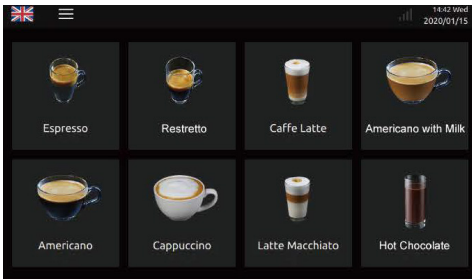 14:42 Wed
2020/01/15
Espresso
Restretto
Caffe Latte
Americano with Milk
Americano
Cappuccino
Latte Macchiato
Hot Chocolate